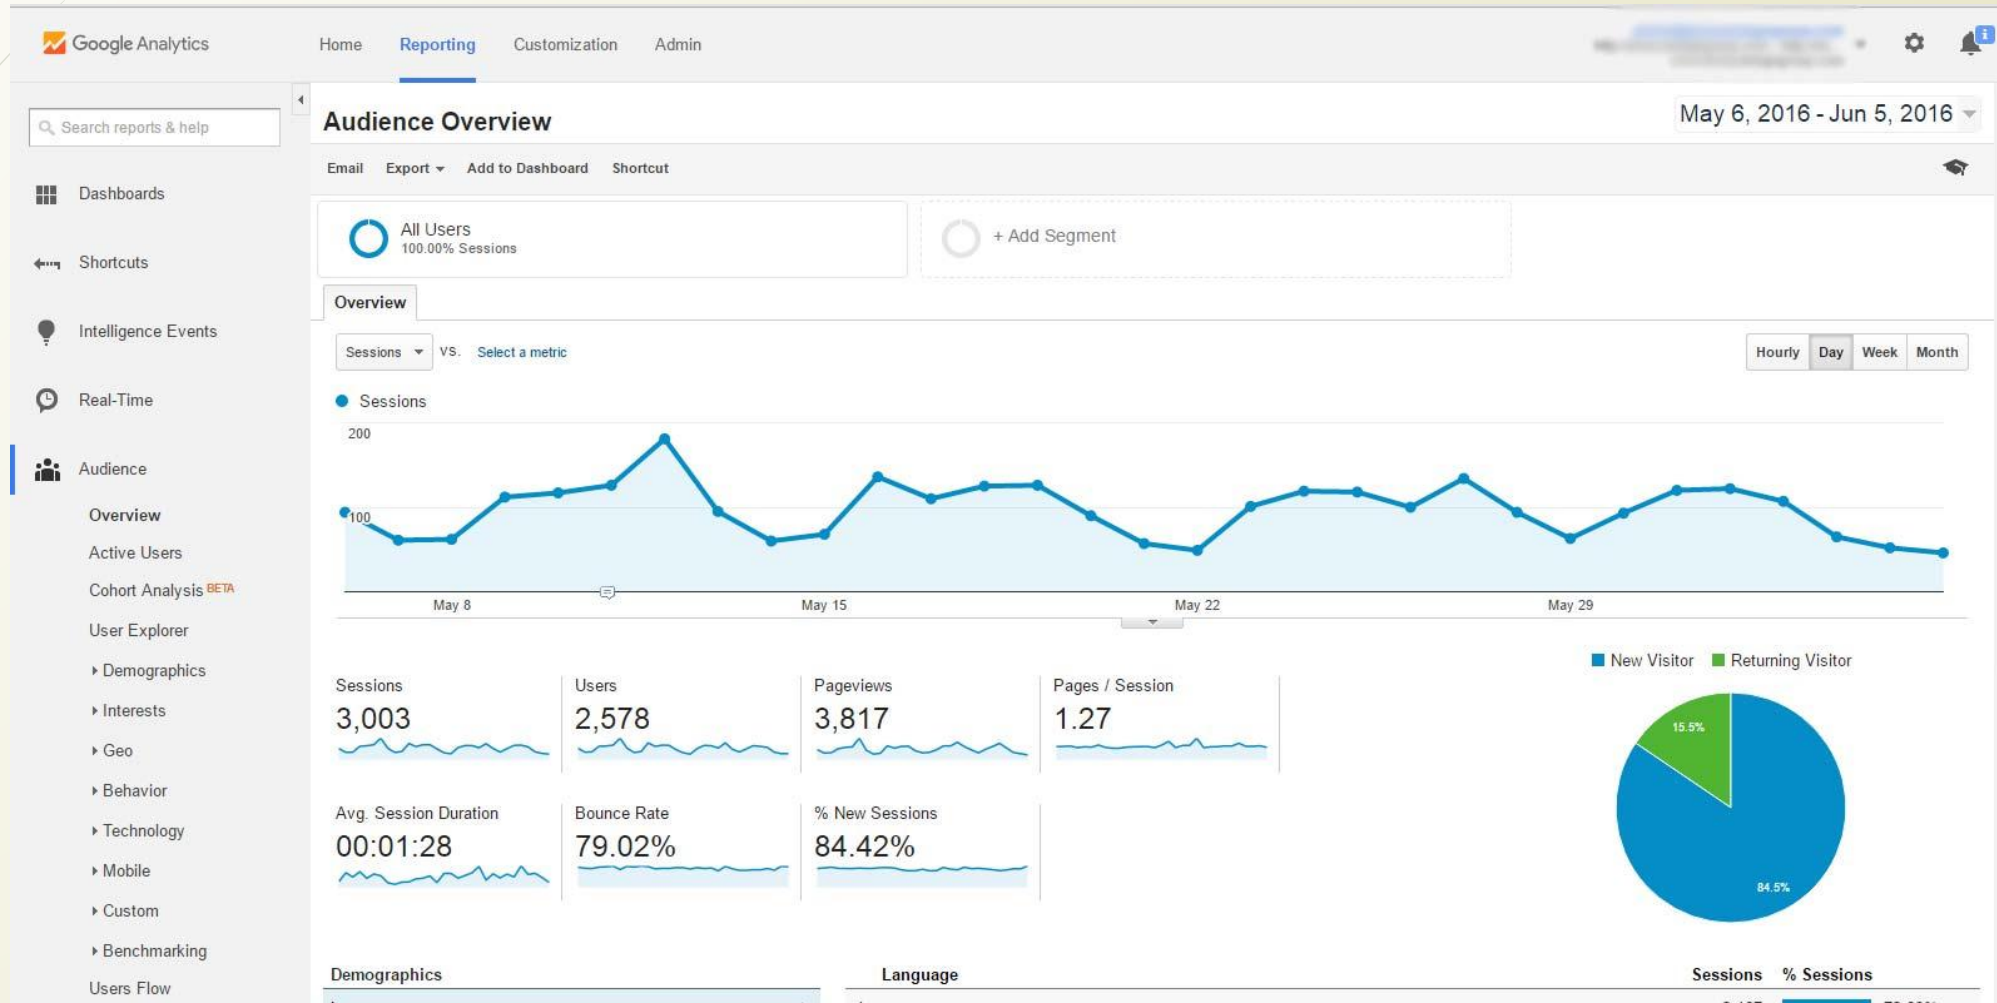 Google Analytics
Home Reporting Customization Admin
i
Search reports & help
Audience Overview
May 6, 2016 - Jun 5, 2016
Email Export Add to Dashboard Shortcut
Dashboards
Shortcuts
Intelligence Events
Real-Time
Audience
Overview
Active Users
Cohort Analysis BETA
User Explorer
Demographics
Interests
Geo
Behavior
Technology
Mobile
Custom
Benchmarking
Users Flow
All Users
100.00% Sessions
+ Add Segment
Overview
Sessions VS. Select a metric
Hourly Day Week Month
Sessions
200
100
May 8 May 15 May 22 May 29
New Visitor Returning Visitor
Sessions
3,003
Users
2,578
Pageviews
3,817
Pages / Session
1.27
Avg. Session Duration
00:01:28
Bounce Rate
79.02%
% New Sessions
84.42%
15.5%
84.5%
Demographics
Language Sessions % Sessions